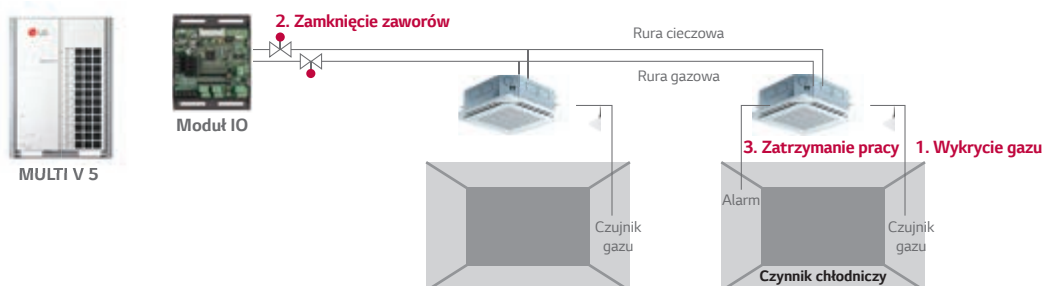 LG
2. Zamknięcie zaworów
Rura cieczowa
Rura gazowa
Moduł IO
MULTI V 5
3. Zatrzymanie pracy
1. Wykrycie gazu
Alarm
Czujnik
gazu
Czujnik
gazu
Czynnik chłodniczy